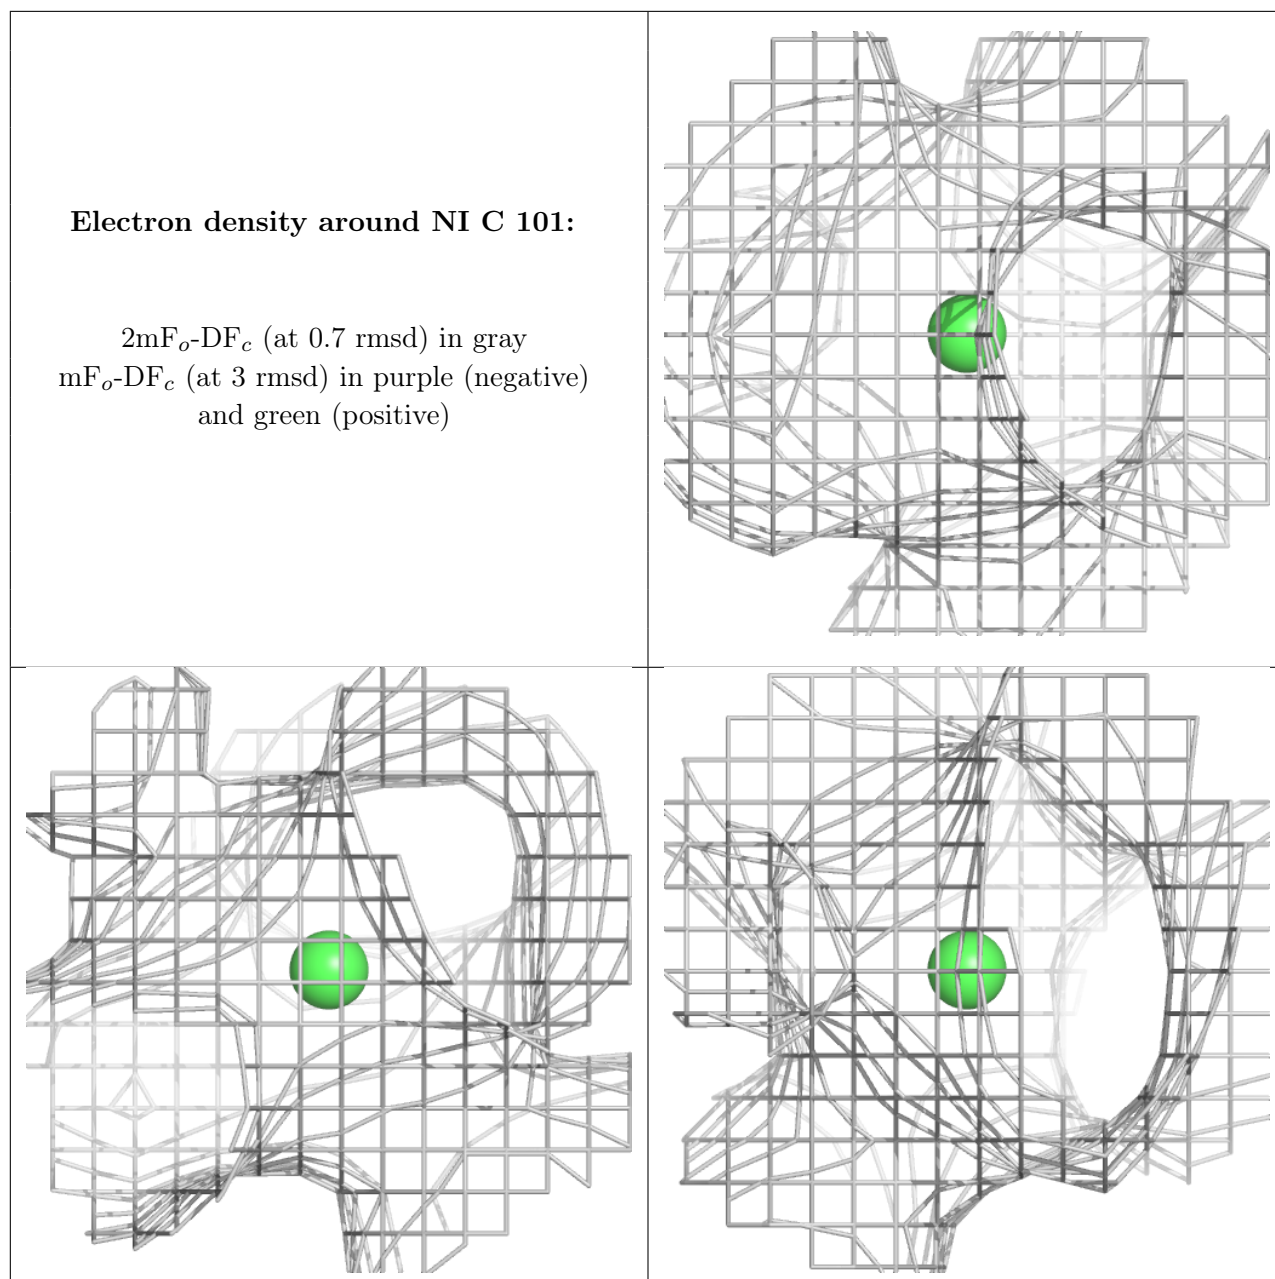 Electron density around NI C 101:
2mFo-DFc (at 0.7 rmsd) in gray
mFo-DFc (at 3 rmsd) in purple (negative)
and green (positive)